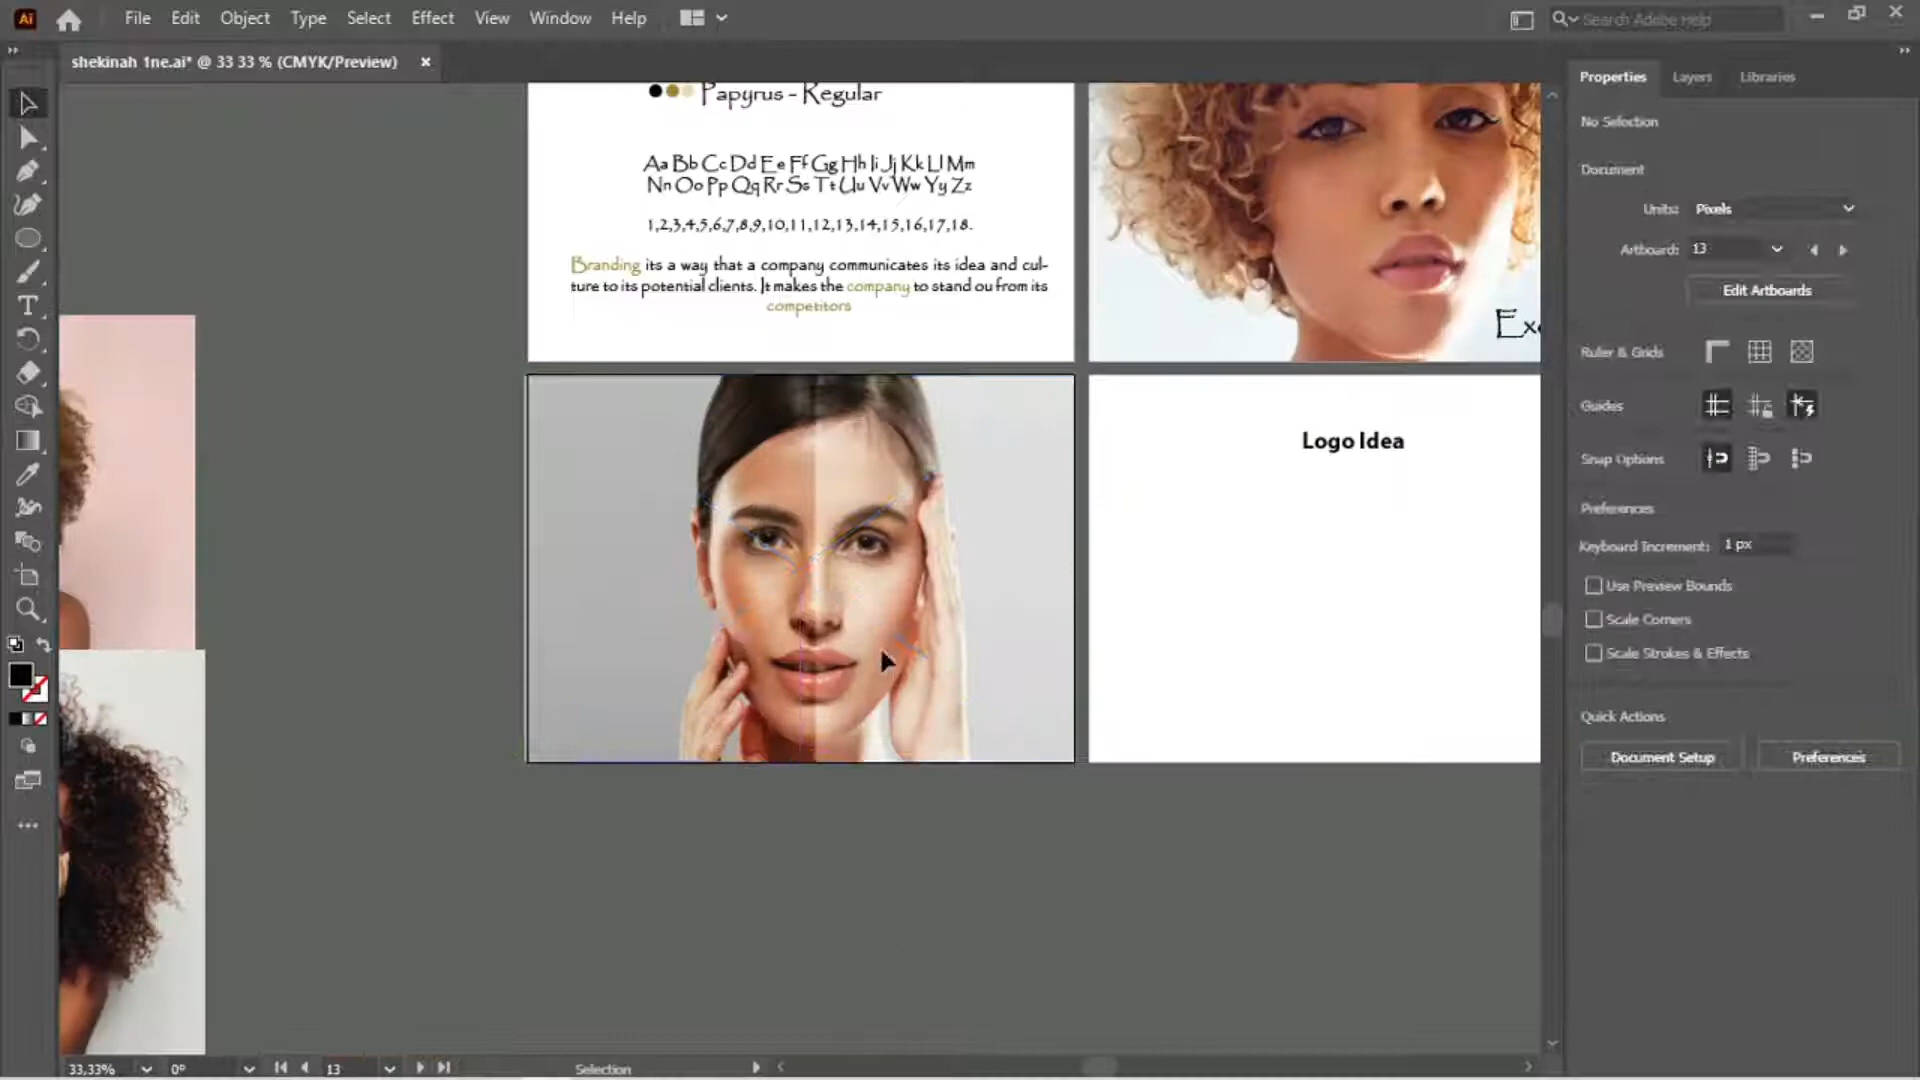 Ai
File Edit Object Type Select Effect View Window Help
Search Adobe Help
shekinah 1ne.ai* @ 33 33 % (CMYK/Preview)
Papyrus - Regular
Aa Bb Cc Dd Ee Ff Gg Hh Ii Jj Kk Ll Mm
Nn Oo Pp Qq Rr Ss Tt Uu Vv Ww Yy Zz
1,2,3,4,5,6,7,8,9,10,11,12,13,14,15,16,17,18.
Branding its a way that a company communicates its idea and cul-
ture to its potential clients. It makes the company to stand ou from its
competitors
Exc
Logo Idea
Properties Layers Libraries
No Selection
Document
Units: Pixels
Artboard: 13
Edit Artboards
Ruler & Grids
Guides
Snap Options
Preferences
Keyboard Increment: 1 px
Use Preview Bounds
Scale Corners
Scale Strokes & Effects
Quick Actions
Document Setup Preferences
33,33% 0° 13 Selection